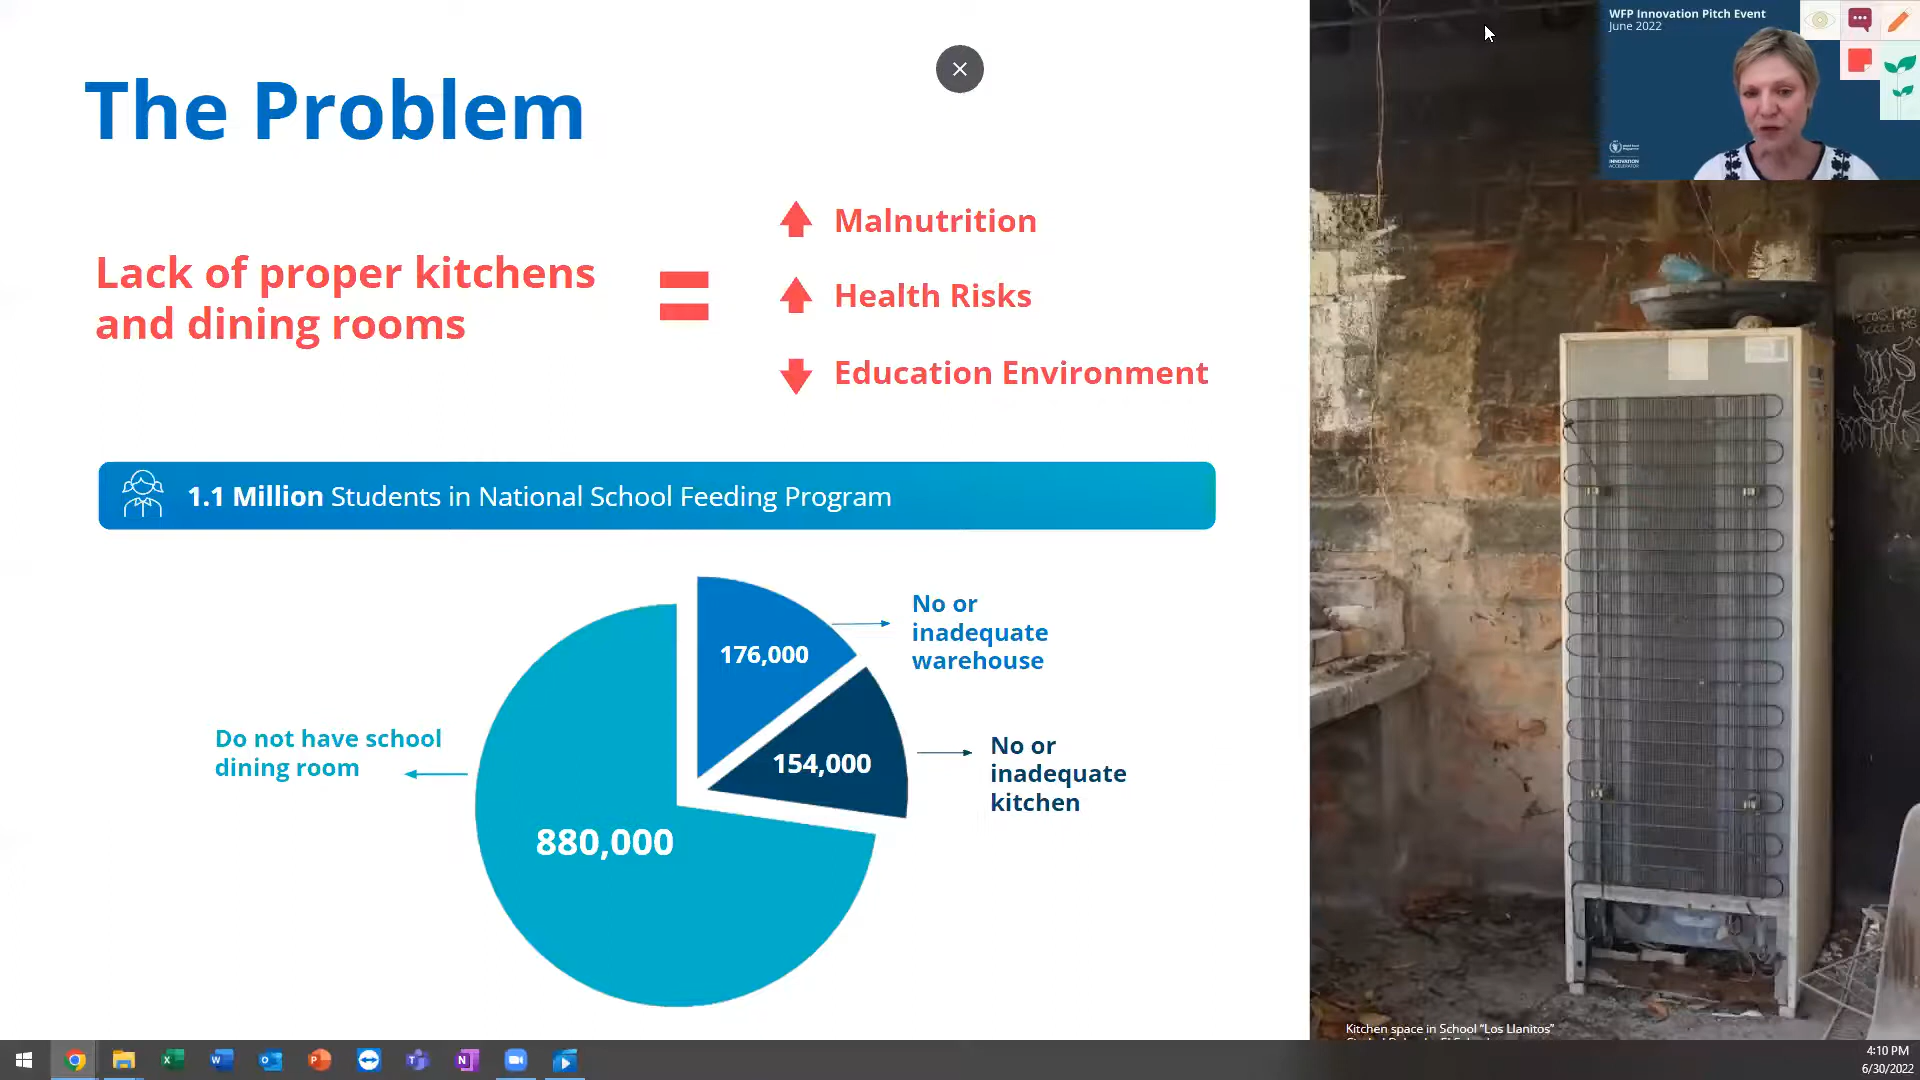 The Problem
Lack of proper kitchens
and dining rooms
Malnutrition
Health Risks
Education Environment
1.1 Million Students in National School Feeding Program
176,000
No or
inadequate
warehouse
154,000
No or
inadequate
kitchen
Do not have school
dining room
880,000
WFP Innovation Pitch Event
June 2022
INNOVATION
ACCELERATOR
Kitchen space in School “Los Llanitos”
4:10 PM
6/30/2022